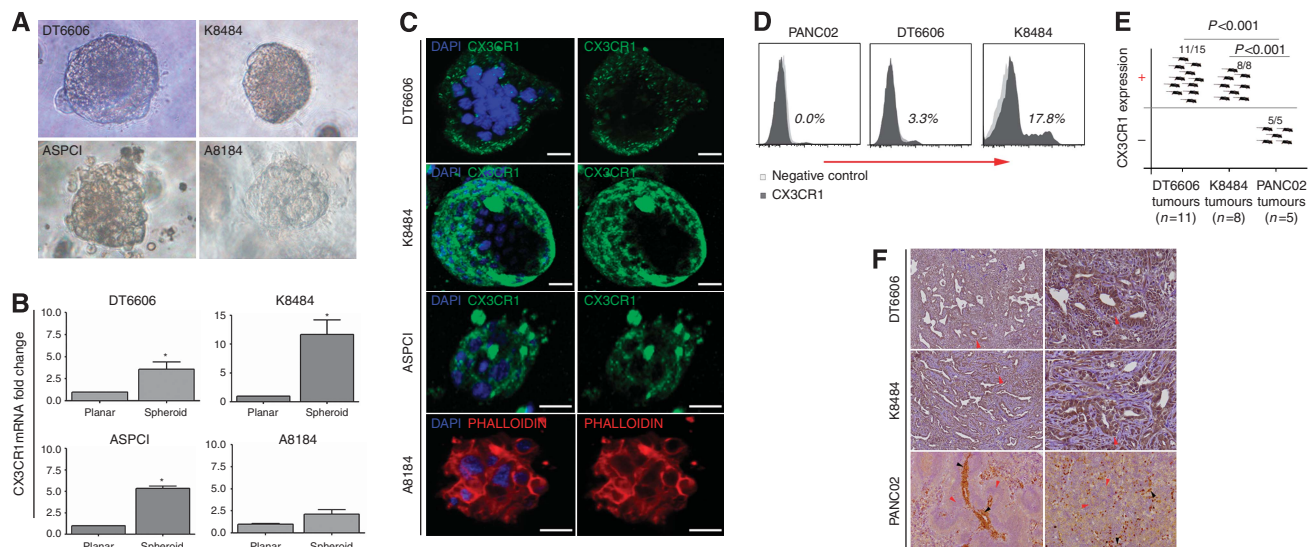 A
DT6606
K8484
ASPCI
A8184
B
CX3CR1mRNA fold change
DT6606
10.0
7.5
5.0
2.5
0.0
*
Planar
Spheroid
K8484
15
10
5
0
*
Planar
Spheroid
ASPCI
10.0
7.5
5.0
2.5
0.0
*
Planar
Spheroid
A8184
10.0
7.5
5.0
2.5
0.0
Planar
Spheroid
C
DT6606
DAPI CX3CR1
CX3CR1
K8484
DAPI CX3CR1
CX3CR1
ASPCI
DAPI CX3CR1
CX3CR1
A8184
DAPI PHALLOIDIN
PHALLOIDIN
D
PANC02
DT6606
K8484
0.0%
3.3%
17.8%
Negative control
CX3CR1
E
P<0.001
P<0.001
11/15
8/8
5/5
CX3CR1 expression
+
–
DT6606 tumours (n=11)
K8484 tumours (n=8)
PANC02 tumours (n=5)
F
DT6606
K8484
PANC02